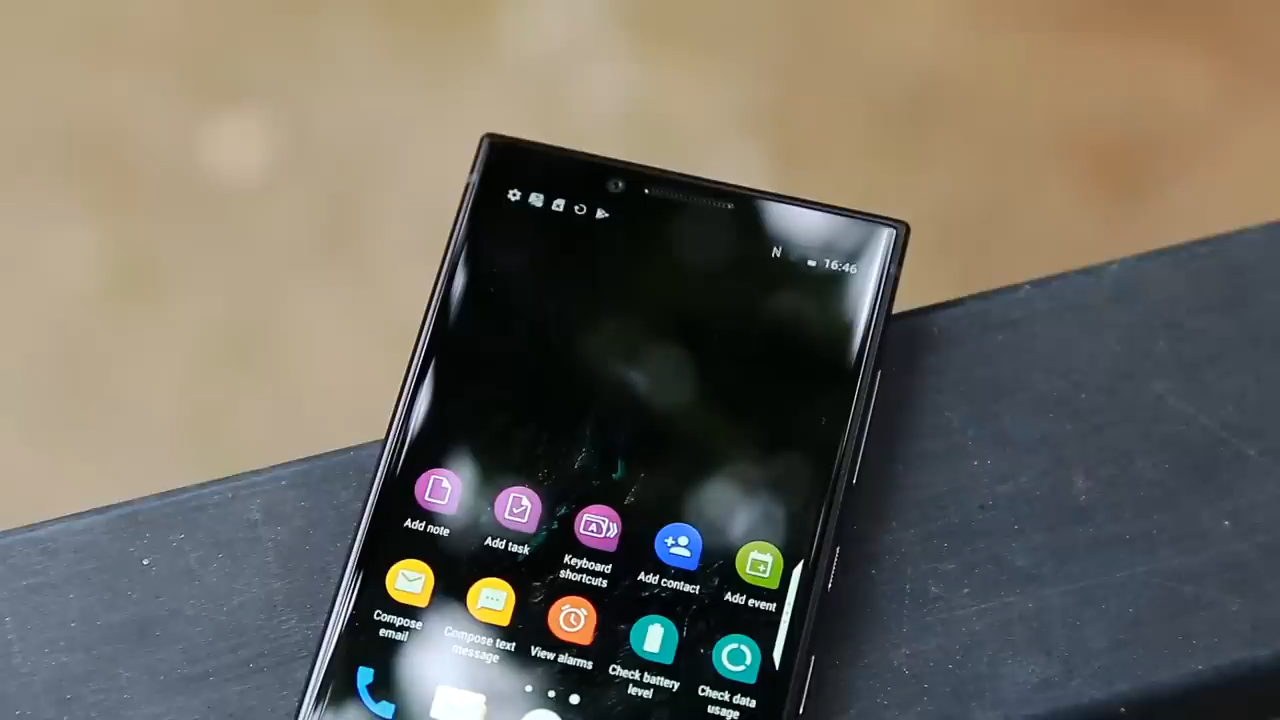 N 16:46
Add note
Add task
Keyboard
shortcuts
Add contact
Add event
Compose
email
Compose text
message
View alarms
Check battery
level
Check data
usage